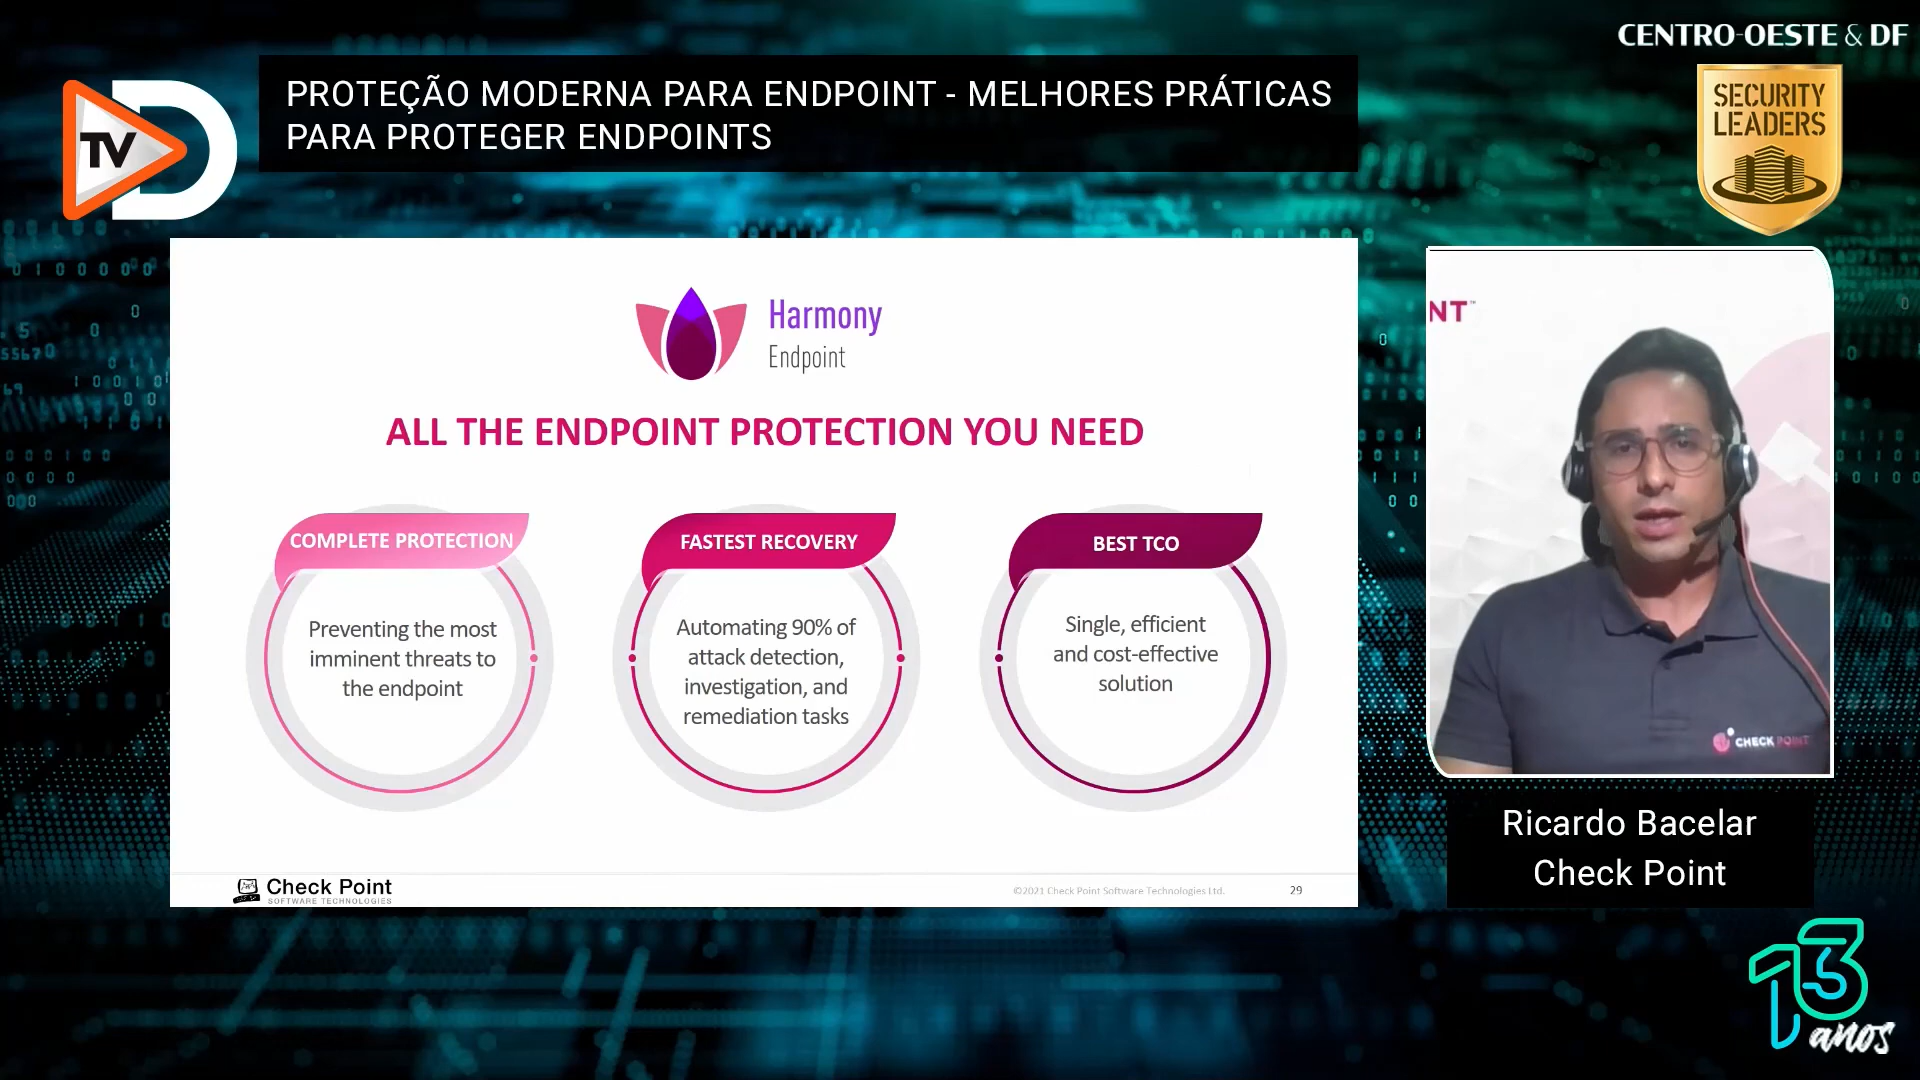 CENTRO-OESTE & DF
SECURITY
LEADERS
TV
PROTEÇÃO MODERNA PARA ENDPOINT - MELHORES PRÁTICAS
PARA PROTEGER ENDPOINTS
Harmony
Endpoint
ALL THE ENDPOINT PROTECTION YOU NEED
COMPLETE PROTECTION
Preventing the most
imminent threats to
the endpoint
FASTEST RECOVERY
Automating 90% of
attack detection,
investigation, and
remediation tasks
BEST TCO
Single, efficient
and cost-effective
solution
Check Point
SOFTWARE TECHNOLOGIES
©2021 Check Point Software Technologies Ltd.
29
NT™
CHECK POINT
Ricardo Bacelar
Check Point
13
anos